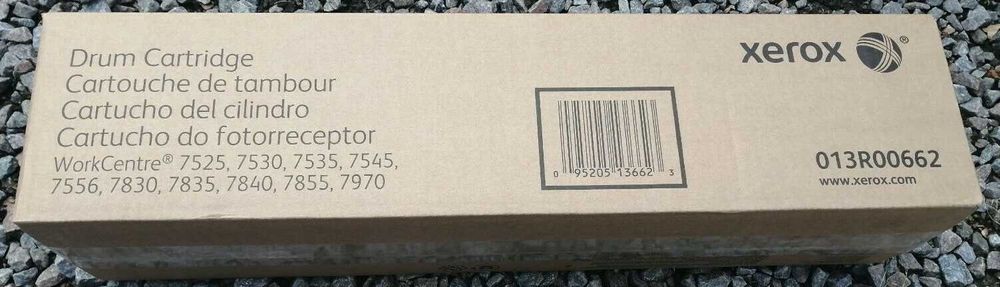 Drum Cartridge
Cartouche de tambour
Cartucho del cilindro
Cartucho do fotorreceptor
WorkCentre® 7525, 7530, 7535, 7545,
7556, 7830, 7835, 7840, 7855, 7970
0 95205 13662 3
xerox ®
013R00662
www.xerox.com